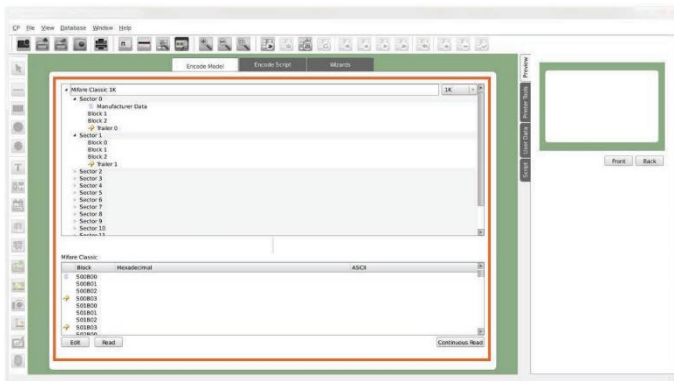 CP File View Database Window Help
Encode Model Encode Script Wizards
Mifare Classic 1K 1K
Sector 0
Manufacturer Data
Block 1
Block 2
Trailer 0
Sector 1
Block 0
Block 1
Block 2
Trailer 1
Sector 2
Sector 3
Sector 4
Sector 5
Sector 6
Sector 7
Sector 8
Sector 9
Sector 10
Sector 11
Mifare Classic
Block Hexadecimal ASCII
S00B00
S00B01
S00B02
S00B03
S01B00
S01B01
S01B02
S01B03
S02B00
Edit Read Continuous Read
Preview
Printer Tools
User Data
Script
Front Back